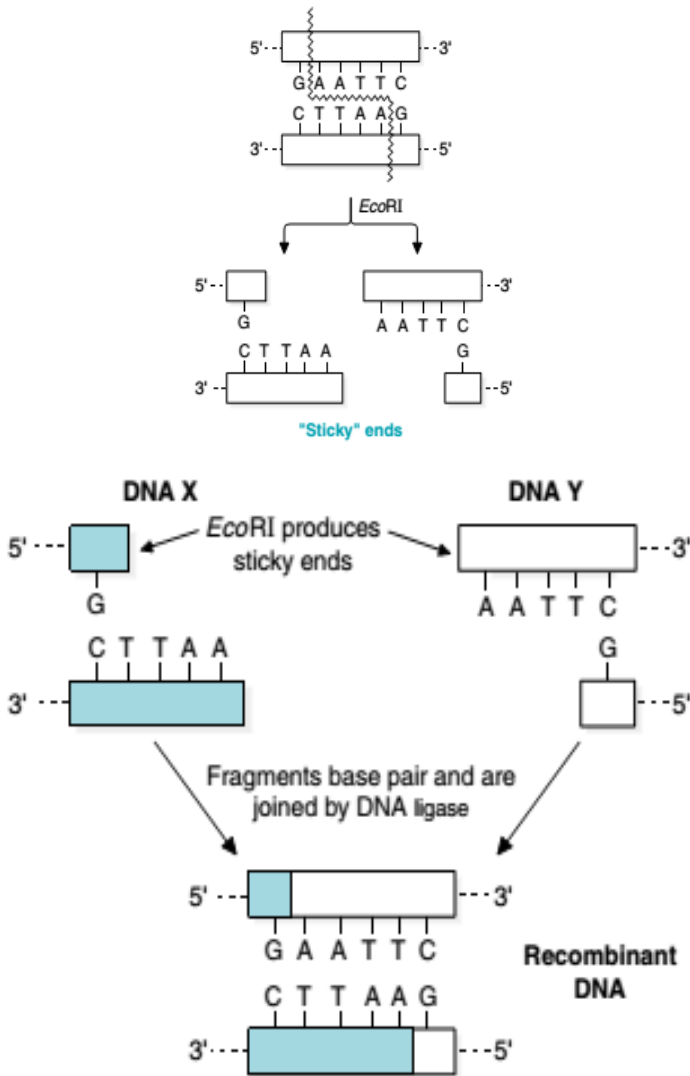 5' 3'
G A A T T C
C T T A A G
3' 5'
EcoRI
5' 3'
G A A T T C
C T T A A G
3' 5'
"Sticky" ends
DNA X DNA Y
EcoRI produces
sticky ends
5' 3'
G A A T T C
C T T A A G
3' 5'
Fragments base pair and are
joined by DNA ligase
5' 3'
G A A T T C
Recombinant
DNA
C T T A A G
3' 5'